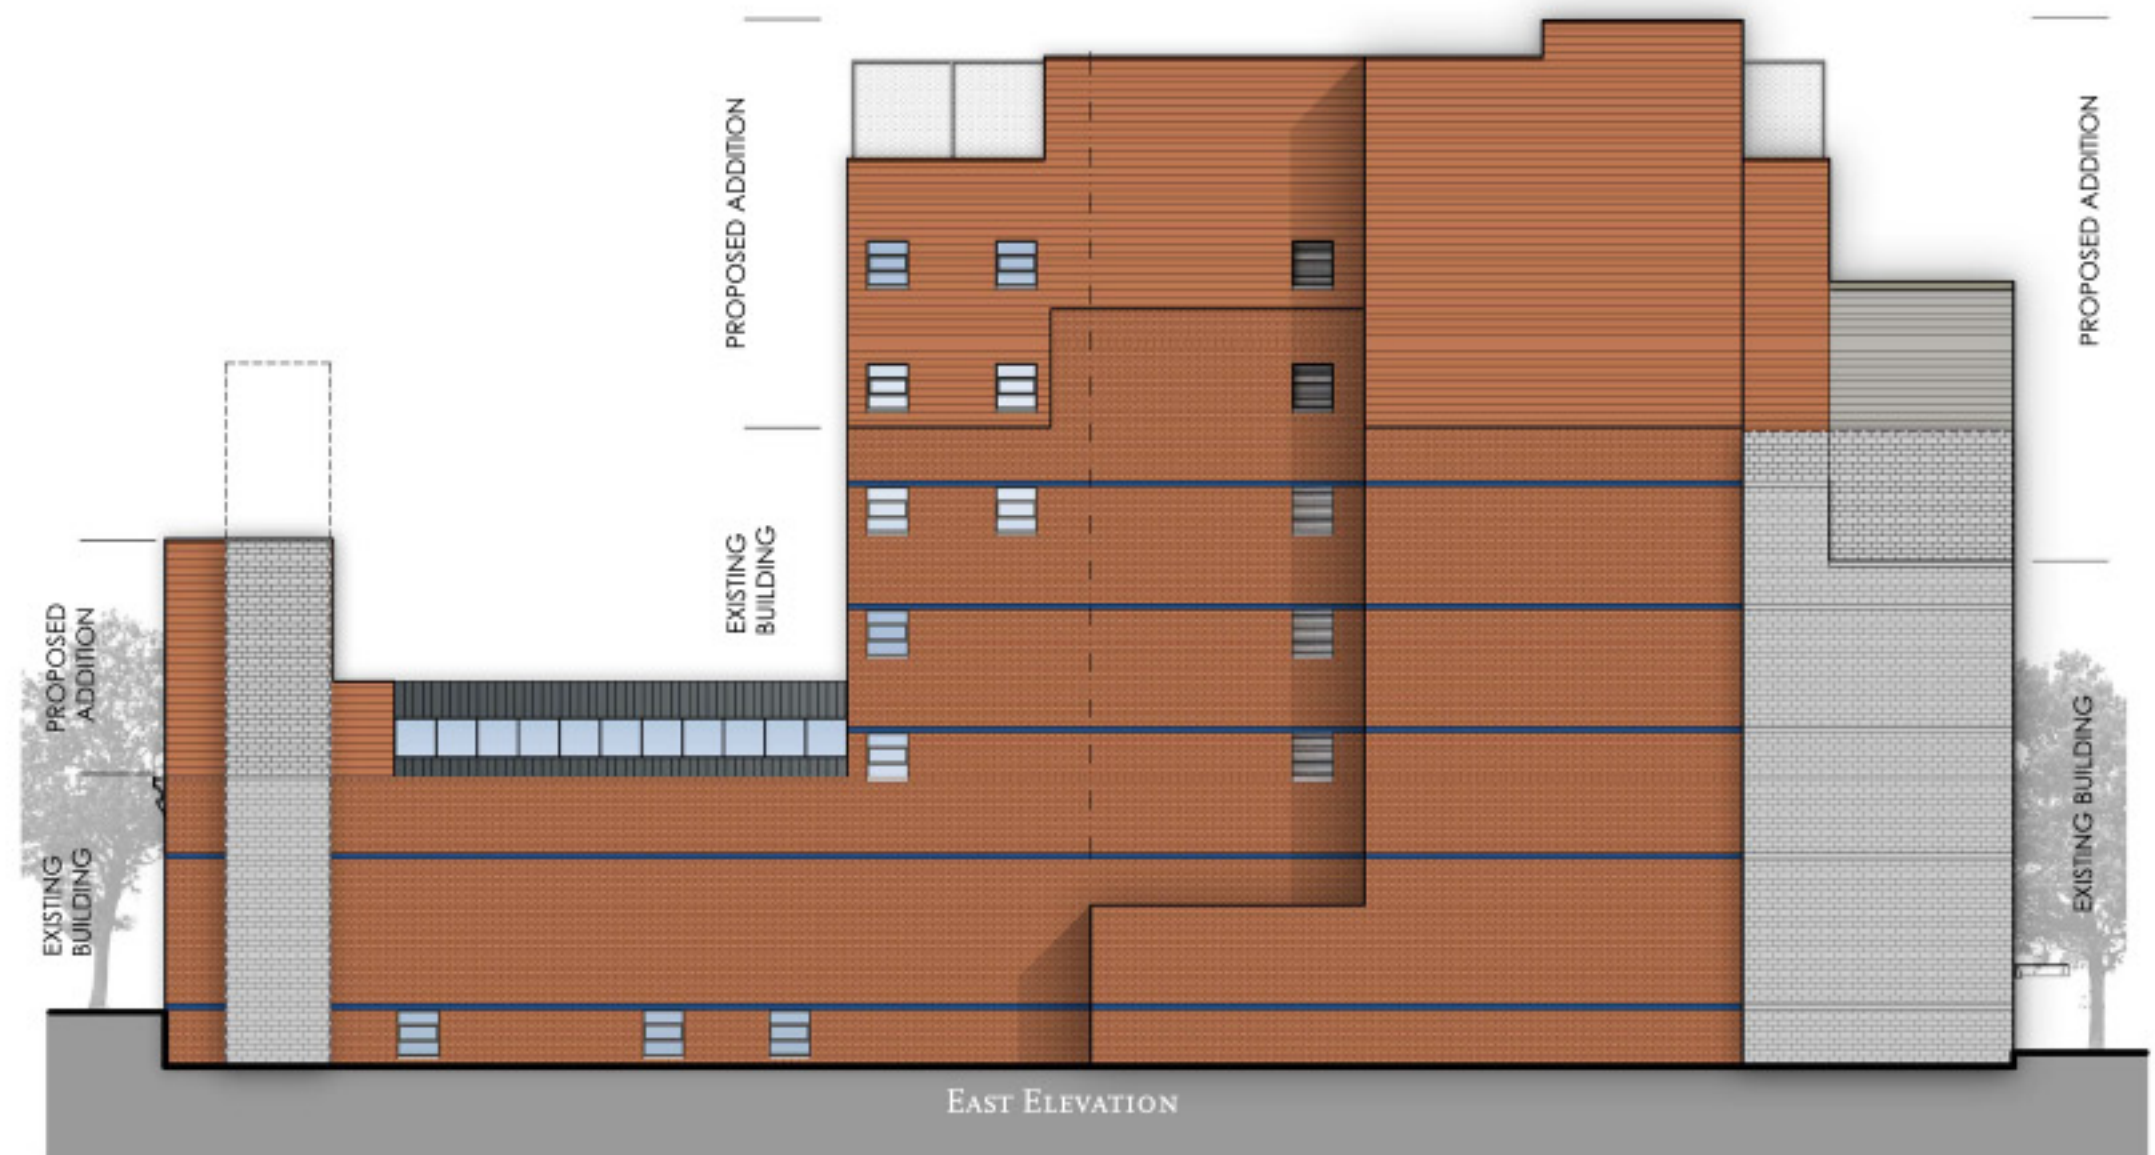 PROPOSED ADDITION
PROPOSED ADDITION
EXISTING
BUILDING
PROPOSED
ADDITION
EXISTING BUILDING
EXISTING
BUILDING
EAST ELEVATION